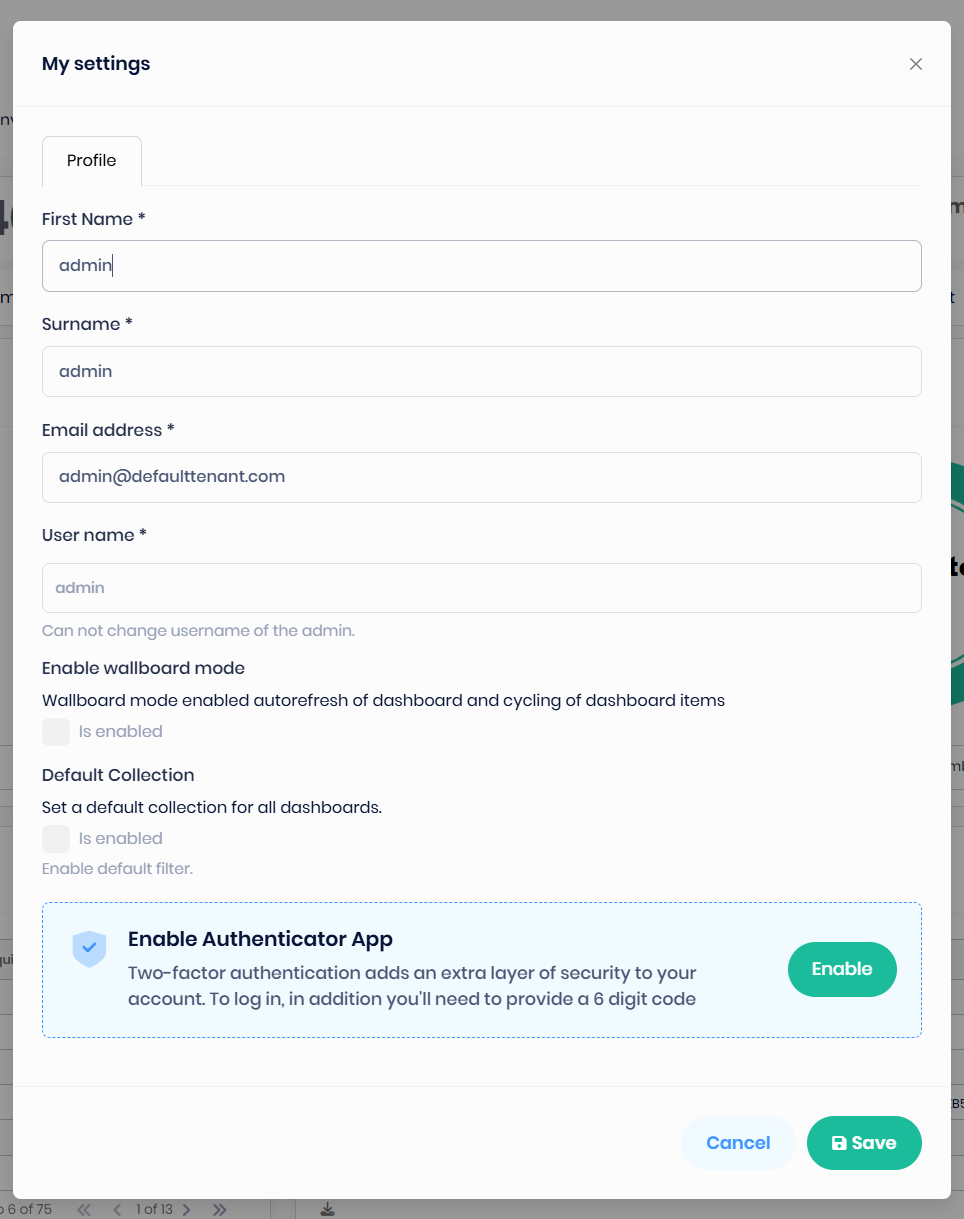 My settings
Profile
First Name *
admin
Surname *
admin
Email address *
admin@defaulttenant.com
User name *
admin
Can not change username of the admin.
Enable wallboard mode
Wallboard mode enabled autorefresh of dashboard and cycling of dashboard items
Is enabled
Default Collection
Set a default collection for all dashboards.
Is enabled
Enable default filter.
Enable Authenticator App
Two-factor authentication adds an extra layer of security to your
account. To log in, in addition you'll need to provide a 6 digit code
Enable
Cancel
Save
6 of 75
1 of 13